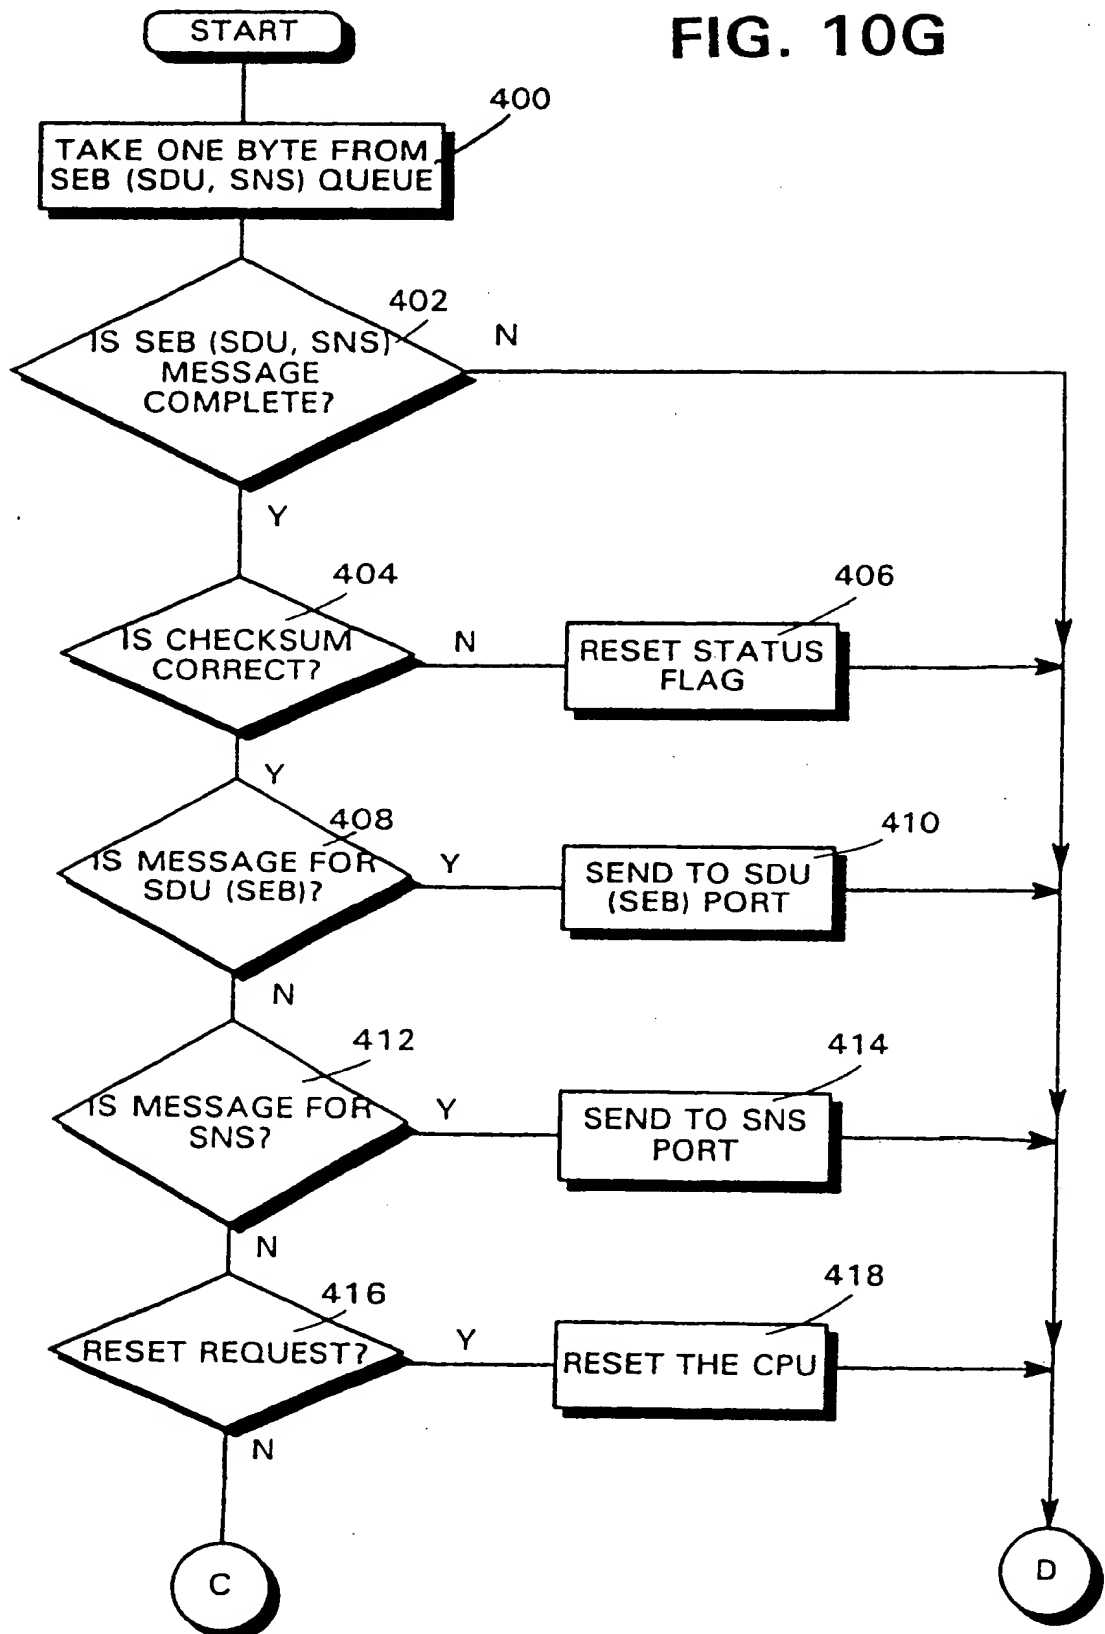 FIG. 10G
START
400
TAKE ONE BYTE FROM
SEB (SDU, SNS) QUEUE
402
IS SEB (SDU, SNS)
MESSAGE
COMPLETE?
N
Y
404
IS CHECKSUM
CORRECT?
N
406
RESET STATUS
FLAG
Y
408
IS MESSAGE FOR
SDU (SEB)?
Y
410
SEND TO SDU
(SEB) PORT
N
412
IS MESSAGE FOR
SNS?
Y
414
SEND TO SNS
PORT
N
416
RESET REQUEST?
Y
418
RESET THE CPU
N
C
D